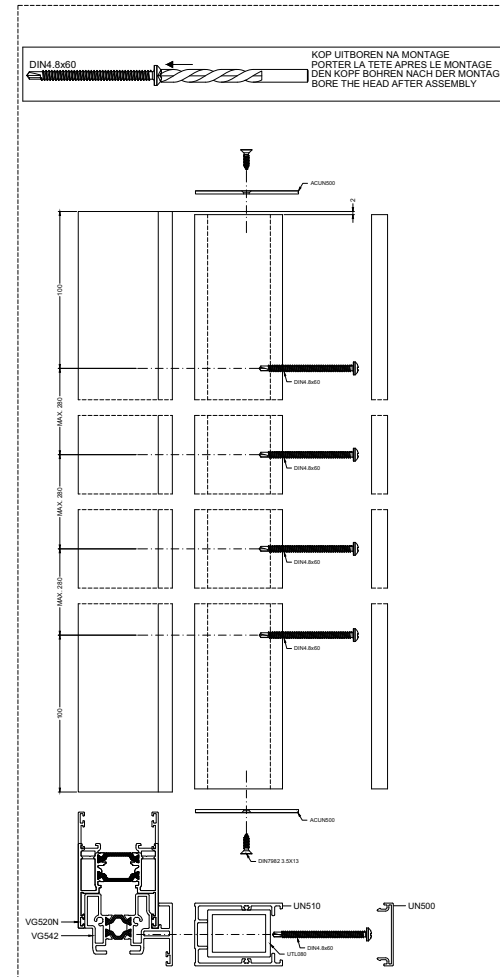 DIN4.8x60
KOP UITBOREN NA MONTAGE
PORTER LA TETE APRES LE MONTAGE
DEN KOPF BOHREN NACH DER MONTAG
BORE THE HEAD AFTER ASSEMBLY
ACUN500
2
100
DIN4.8x60
MAX. 280
DIN4.8x60
MAX. 280
DIN4.8x60
MAX. 280
DIN4.8x60
100
ACUN500
DIN7982 3.5X13
UN510
UN500
VG520N
VG542
DIN4.8x60
UTL080